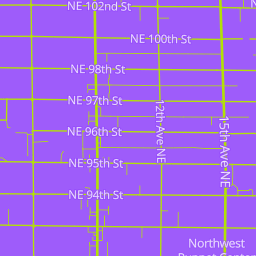 NE 102nd St
NE 100th St
NE 98th St
NE 97th St
12th Ave NE
15th Ave NE
NE 96th St
NE 95th St
NE 94th St
Northwest